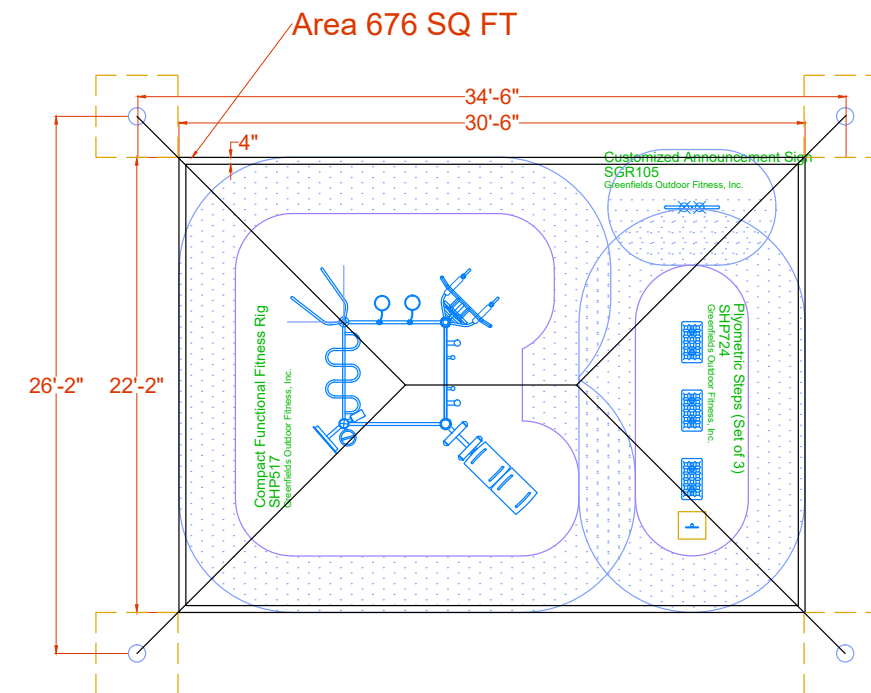 Area 676 SQ FT
34'-6"
30'-6"
4"
Customized Announcement Sign
SGR105
Greenfields Outdoor Fitness, Inc.
26'-2"
22'-2"
Compact Functional Fitness Rig
SHP517
Greenfields Outdoor Fitness, Inc.
Plyometric Steps (Set of 3)
SHP724
Greenfields Outdoor Fitness, Inc.